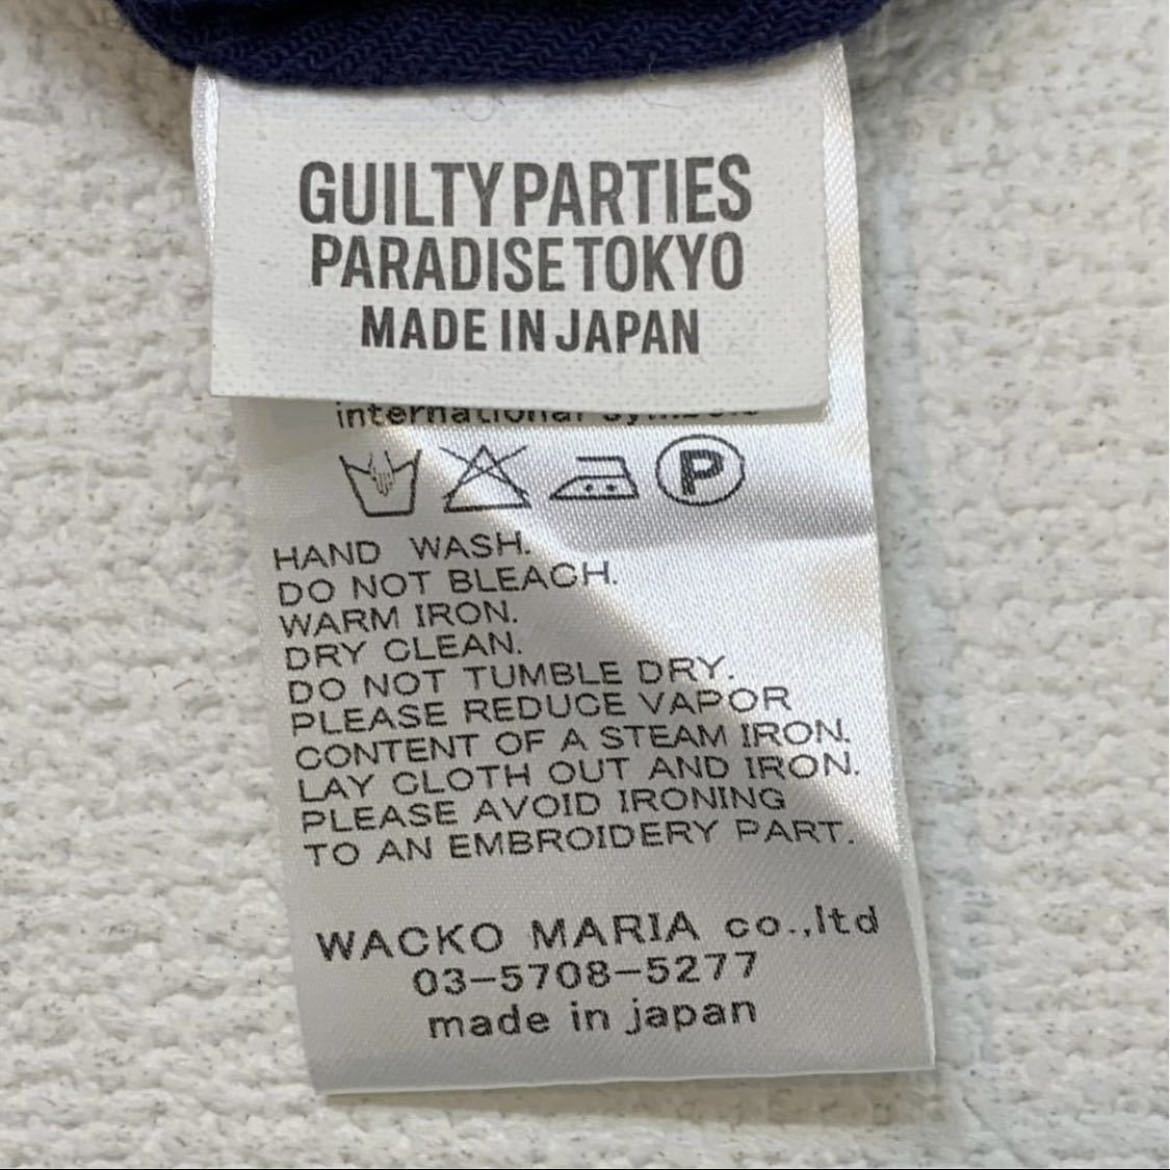 GUILTY PARTIES
PARADISE TOKYO
MADE IN JAPAN
international symbols
P
HAND WASH.
DO NOT BLEACH.
WARM IRON.
DRY CLEAN.
DO NOT TUMBLE DRY.
PLEASE REDUCE VAPOR
CONTENT OF A STEAM IRON.
LAY CLOTH OUT AND IRON.
PLEASE AVOID IRONING
TO AN EMBROIDERY PART.
WACKO MARIA co.,ltd
03-5708-5277
made in japan